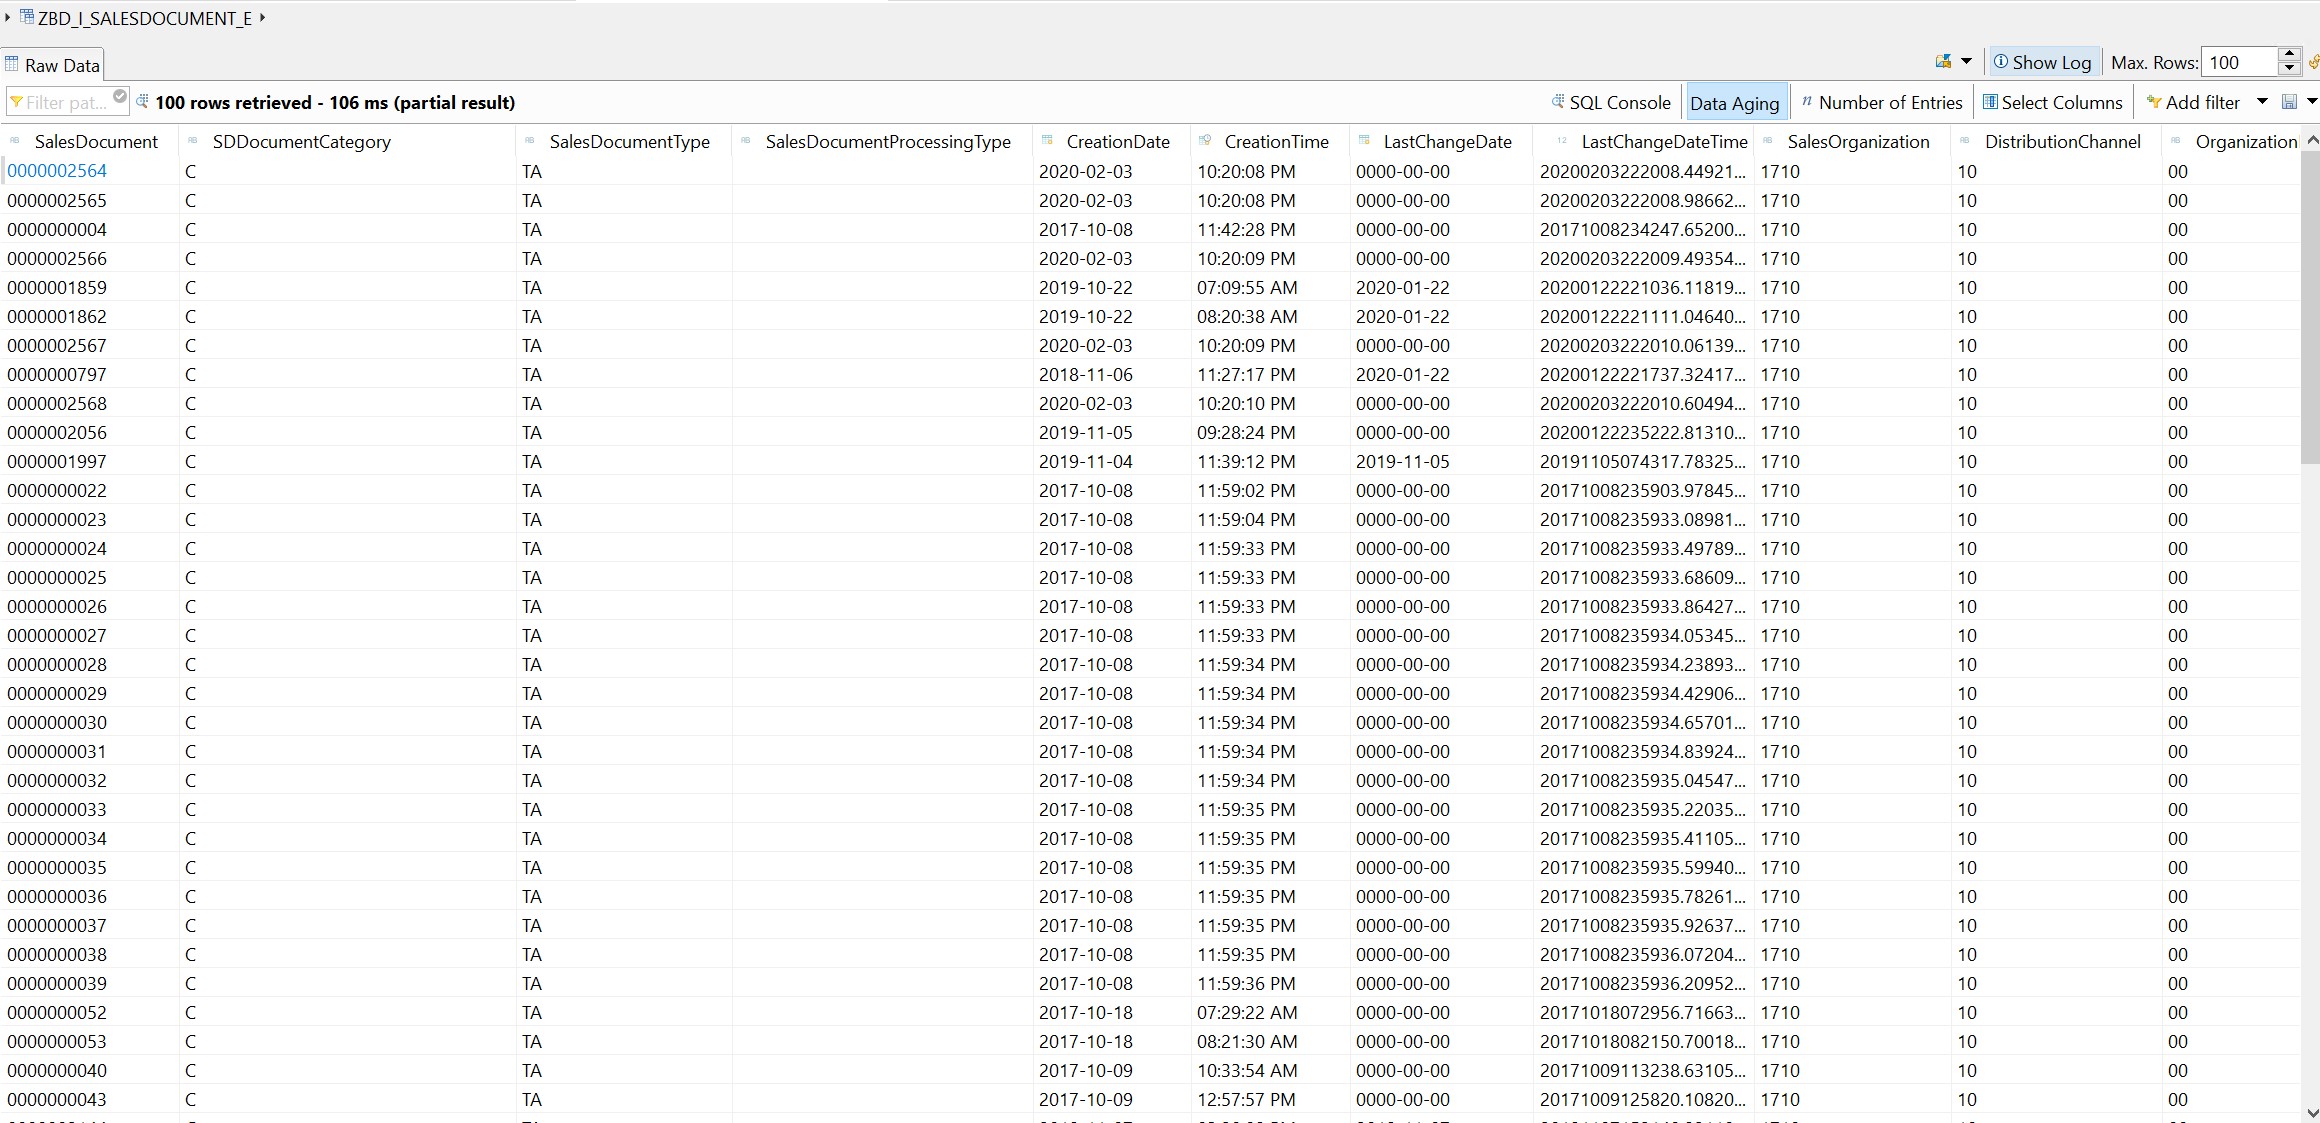 ZBD_I_SALESDOCUMENT_E
Raw Data
Show Log Max. Rows: 100
Filter pat... 100 rows retrieved - 106 ms (partial result) SQL Console Data Aging Number of Entries Select Columns Add filter
SalesDocument SDDocumentCategory SalesDocumentType SalesDocumentProcessingType CreationDate CreationTime LastChangeDate LastChangeDateTime SalesOrganization DistributionChannel Organization
0000002564 C TA 2020-02-03 10:20:08 PM 0000-00-00 20200203222008.44921... 1710 10 00
0000002565 C TA 2020-02-03 10:20:08 PM 0000-00-00 20200203222008.98662... 1710 10 00
0000000004 C TA 2017-10-08 11:42:28 PM 0000-00-00 20171008234247.65200... 1710 10 00
0000002566 C TA 2020-02-03 10:20:09 PM 0000-00-00 20200203222009.49354... 1710 10 00
0000001859 C TA 2019-10-22 07:09:55 AM 2020-01-22 20200122221036.11819... 1710 10 00
0000001862 C TA 2019-10-22 08:20:38 AM 2020-01-22 20200122221111.04640... 1710 10 00
0000002567 C TA 2020-02-03 10:20:09 PM 0000-00-00 20200203222010.06139... 1710 10 00
0000000797 C TA 2018-11-06 11:27:17 PM 2020-01-22 20200122221737.32417... 1710 10 00
0000002568 C TA 2020-02-03 10:20:10 PM 0000-00-00 20200203222010.60494... 1710 10 00
0000002056 C TA 2019-11-05 09:28:24 PM 0000-00-00 20200122235222.81310... 1710 10 00
0000001997 C TA 2019-11-04 11:39:12 PM 2019-11-05 20191105074317.78325... 1710 10 00
0000000022 C TA 2017-10-08 11:59:02 PM 0000-00-00 20171008235903.97845... 1710 10 00
0000000023 C TA 2017-10-08 11:59:04 PM 0000-00-00 20171008235933.08981... 1710 10 00
0000000024 C TA 2017-10-08 11:59:33 PM 0000-00-00 20171008235933.49789... 1710 10 00
0000000025 C TA 2017-10-08 11:59:33 PM 0000-00-00 20171008235933.68609... 1710 10 00
0000000026 C TA 2017-10-08 11:59:33 PM 0000-00-00 20171008235933.86427... 1710 10 00
0000000027 C TA 2017-10-08 11:59:33 PM 0000-00-00 20171008235934.05345... 1710 10 00
0000000028 C TA 2017-10-08 11:59:34 PM 0000-00-00 20171008235934.23893... 1710 10 00
0000000029 C TA 2017-10-08 11:59:34 PM 0000-00-00 20171008235934.42906... 1710 10 00
0000000030 C TA 2017-10-08 11:59:34 PM 0000-00-00 20171008235934.65701... 1710 10 00
0000000031 C TA 2017-10-08 11:59:34 PM 0000-00-00 20171008235934.83924... 1710 10 00
0000000032 C TA 2017-10-08 11:59:34 PM 0000-00-00 20171008235935.04547... 1710 10 00
0000000033 C TA 2017-10-08 11:59:35 PM 0000-00-00 20171008235935.22035... 1710 10 00
0000000034 C TA 2017-10-08 11:59:35 PM 0000-00-00 20171008235935.41105... 1710 10 00
0000000035 C TA 2017-10-08 11:59:35 PM 0000-00-00 20171008235935.59940... 1710 10 00
0000000036 C TA 2017-10-08 11:59:35 PM 0000-00-00 20171008235935.78261... 1710 10 00
0000000037 C TA 2017-10-08 11:59:35 PM 0000-00-00 20171008235935.92637... 1710 10 00
0000000038 C TA 2017-10-08 11:59:35 PM 0000-00-00 20171008235936.07204... 1710 10 00
0000000039 C TA 2017-10-08 11:59:36 PM 0000-00-00 20171008235936.20952... 1710 10 00
0000000052 C TA 2017-10-18 07:29:22 AM 0000-00-00 20171018072956.71663... 1710 10 00
0000000053 C TA 2017-10-18 08:21:30 AM 0000-00-00 20171018082150.70018... 1710 10 00
0000000040 C TA 2017-10-09 10:33:54 AM 0000-00-00 20171009113238.63105... 1710 10 00
0000000043 C TA 2017-10-09 12:57:57 PM 0000-00-00 20171009125820.10820... 1710 10 00